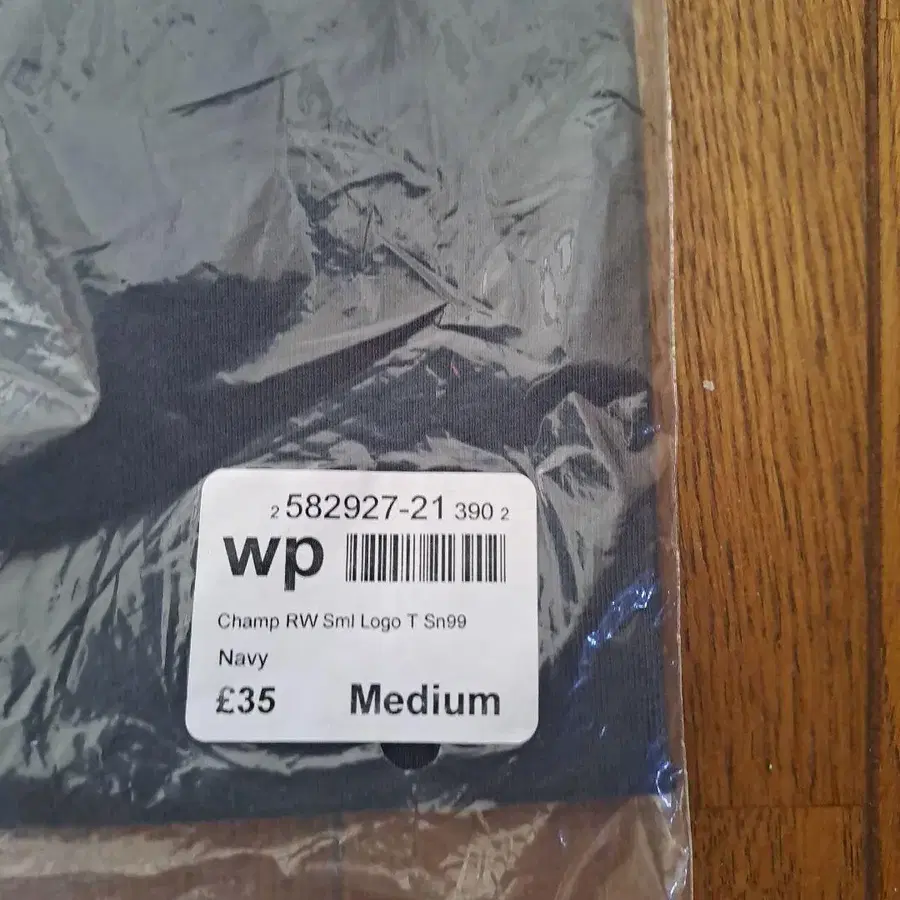 2 582927-21 390 2
wp
Champ RW Sml Logo T Sn99
Navy
£35 Medium